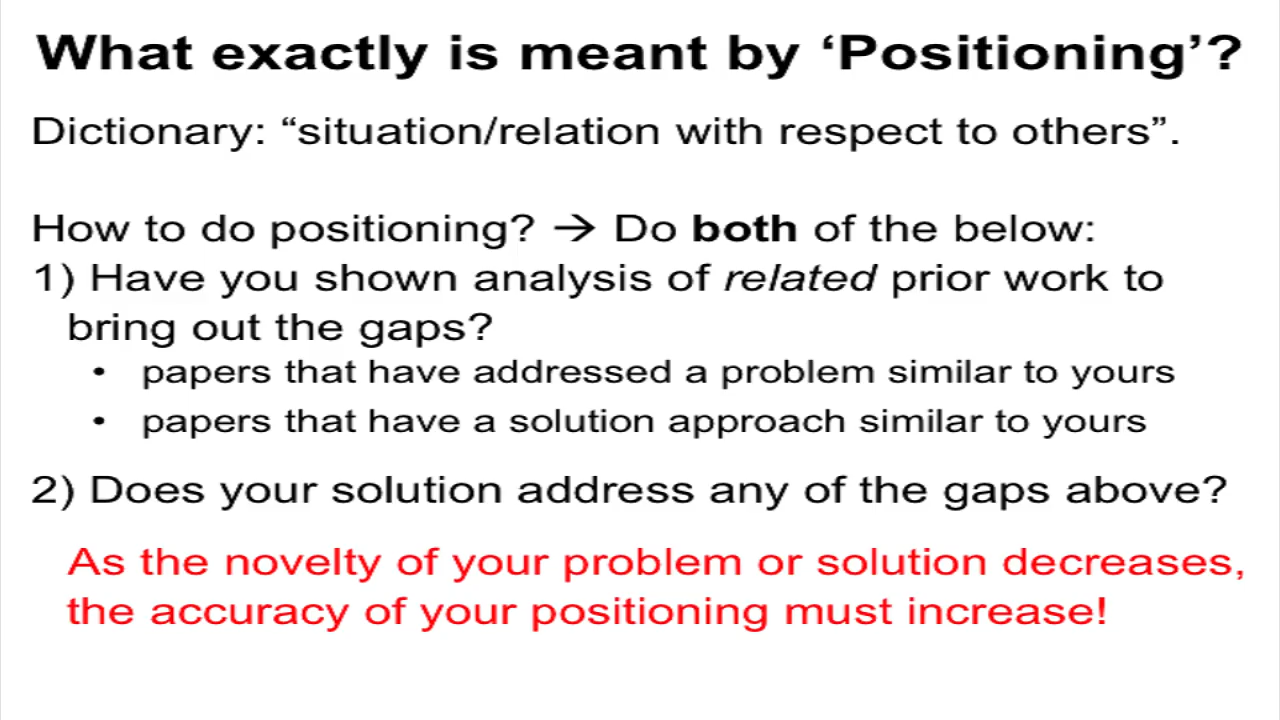 What exactly is meant by ‘Positioning’?
Dictionary: “situation/relation with respect to others”.
How to do positioning? → Do both of the below:
1) Have you shown analysis of related prior work to
bring out the gaps?
• papers that have addressed a problem similar to yours
• papers that have a solution approach similar to yours
2) Does your solution address any of the gaps above?
As the novelty of your problem or solution decreases,
the accuracy of your positioning must increase!